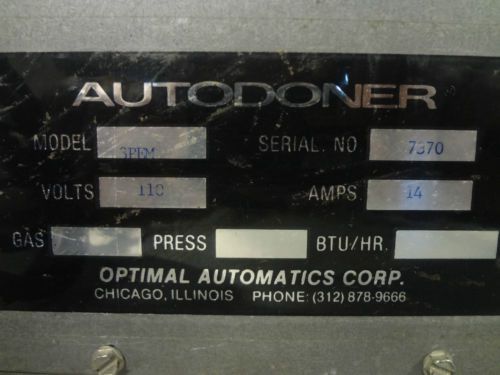 AUTODONER
MODEL 3PEM SERIAL. NO 7370
VOLTS 110 AMPS 14
GAS PRESS BTU/HR.
OPTIMAL AUTOMATICS CORP.
CHICAGO, ILLINOIS PHONE: (312) 878-9666